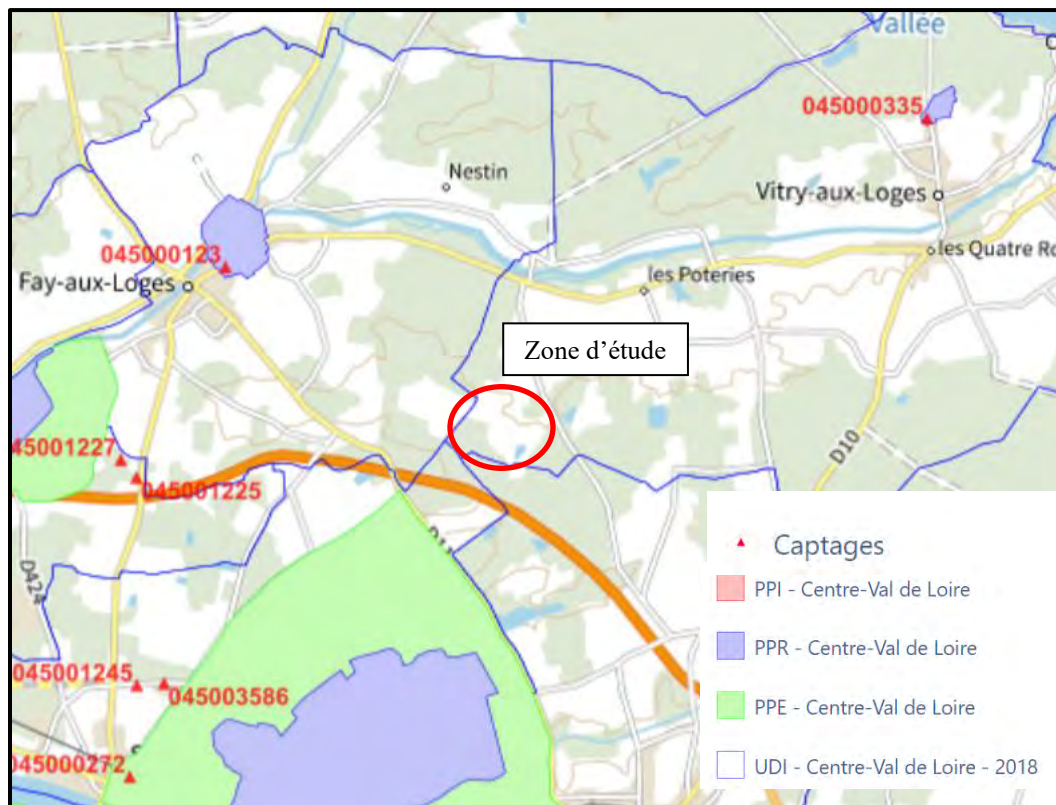 Vallée
045000335
Nestin
Vitry-aux-Loges
045000123
les Quatre Ro
Fay-aux-Loges
les Poteries
Zone d'étude
045001227
D10
045001225
D424
045001245
045003586
045000272
Captages
PPI - Centre-Val de Loire
PPR - Centre-Val de Loire
PPE - Centre-Val de Loire
UDI - Centre-Val de Loire - 2018